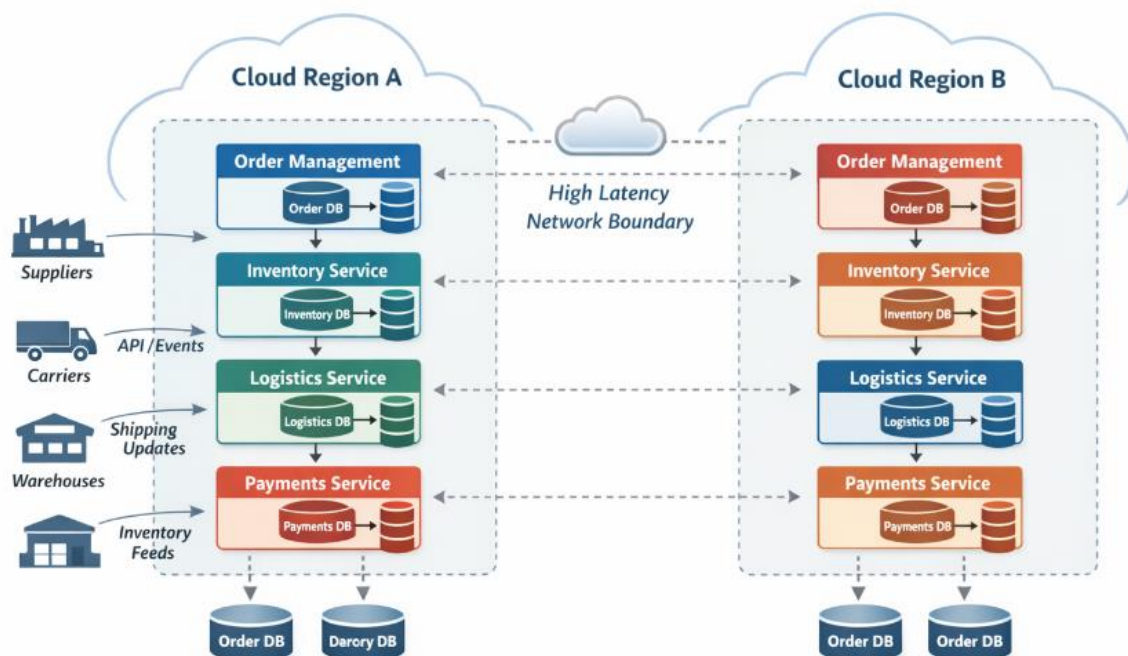 Cloud Region A
Cloud Region B
Order Management
Order DB
High Latency
Network Boundary
Order Management
Order DB
Suppliers
Inventory Service
Inventory DB
Inventory Service
Inventory DB
API/Events
Carriers
Logistics Service
Logistics DB
Logistics Service
Logistics DB
Shipping
Updates
Warehouses
Payments Service
Payments DB
Payments Service
Payments DB
Inventory
Feeds
Order DB
Darory DB
Order DB
Order DB